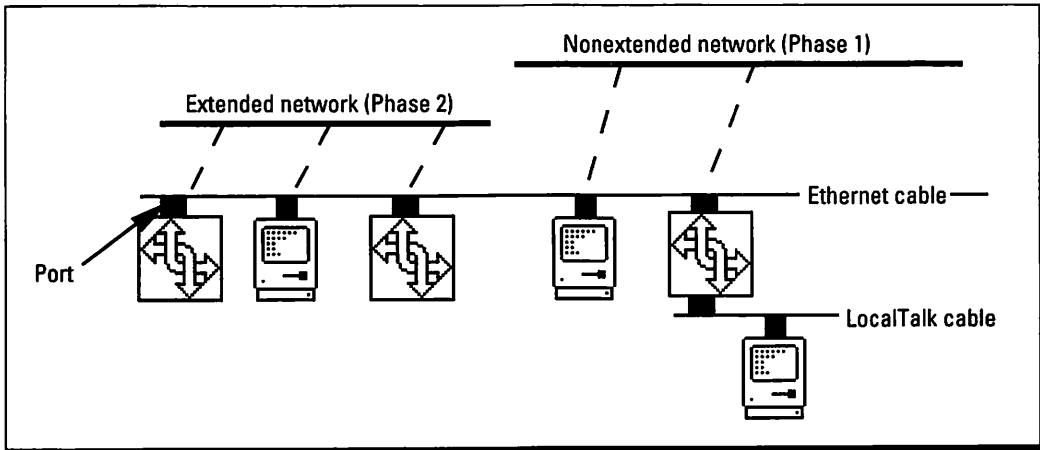 Nonextended network (Phase 1)
Extended network (Phase 2)
Ethernet cable
Port
LocalTalk cable